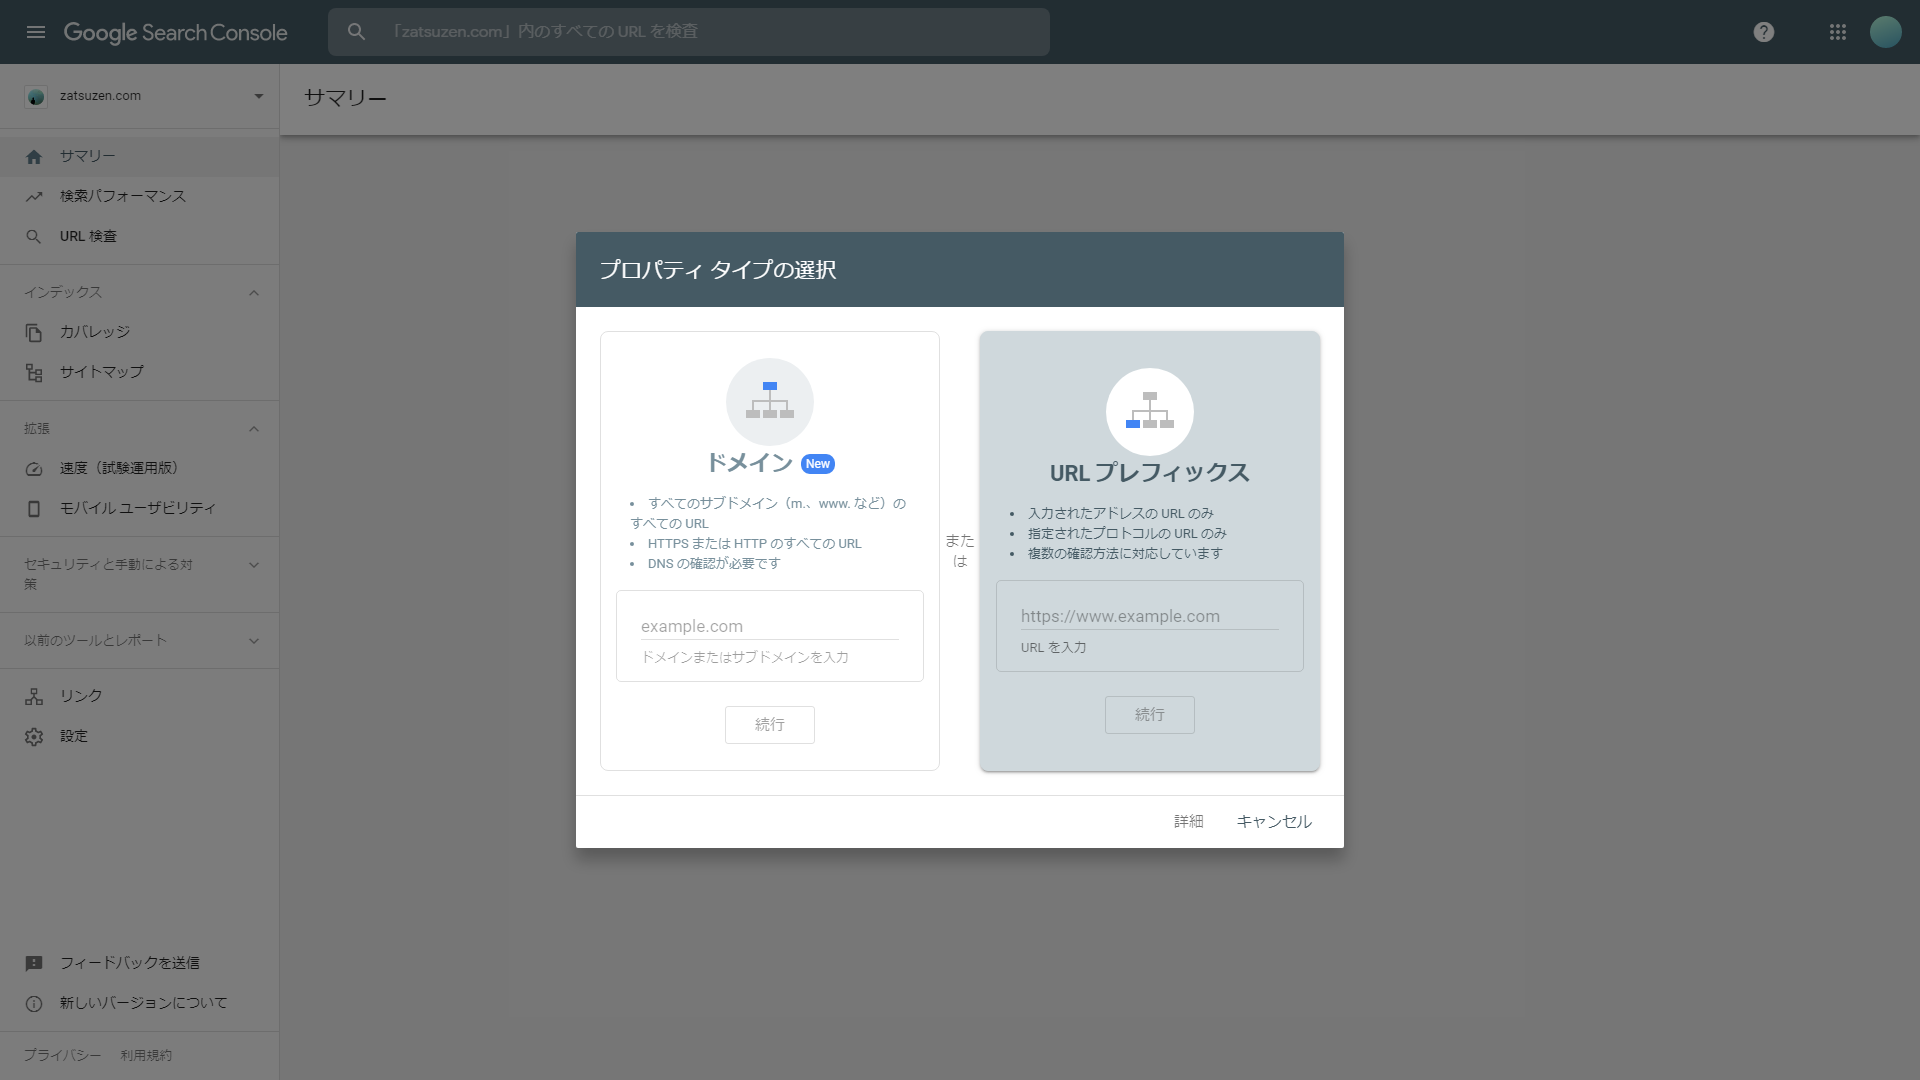 Google Search Console
「zatsuzen.com」内のすべての URL を検査
?
zatsuzen.com
サマリー
検索パフォーマンス
URL 検査
インデックス
カバレッジ
サイトマップ
拡張
速度（試験運用版）
モバイル ユーザビリティ
セキュリティと手動による対
策
以前のツールとレポート
リンク
設定
フィードバックを送信
新しいバージョンについて
プライバシー 利用規約
サマリー
プロパティ タイプの選択
ドメイン New
• すべてのサブドメイン（m.、www. など）の
すべての URL
• HTTPS または HTTP のすべての URL
• DNS の確認が必要です
example.com
ドメインまたはサブドメインを入力
続行
また
は
URL プレフィックス
• 入力されたアドレスの URL のみ
• 指定されたプロトコルの URL のみ
• 複数の確認方法に対応しています
https://www.example.com
URL を入力
続行
詳細 キャンセル